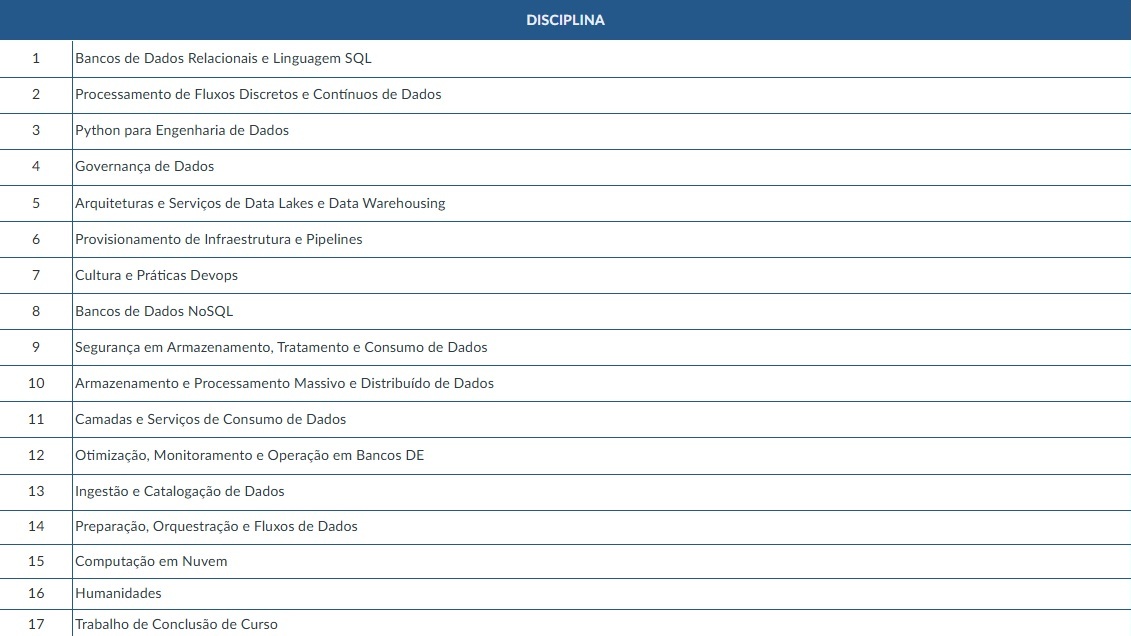 DISCIPLINA
1 Bancos de Dados Relacionais e Linguagem SQL
2 Processamento de Fluxos Discretos e Contínuos de Dados
3 Python para Engenharia de Dados
4 Governança de Dados
5 Arquiteturas e Serviços de Data Lakes e Data Warehousing
6 Provisionamento de Infraestrutura e Pipelines
7 Cultura e Práticas Devops
8 Bancos de Dados NoSQL
9 Segurança em Armazenamento, Tratamento e Consumo de Dados
10 Armazenamento e Processamento Massivo e Distribuído de Dados
11 Camadas e Serviços de Consumo de Dados
12 Otimização, Monitoramento e Operação em Bancos DE
13 Ingestão e Catalogação de Dados
14 Preparação, Orquestração e Fluxos de Dados
15 Computação em Nuvem
16 Humanidades
17 Trabalho de Conclusão de Curso